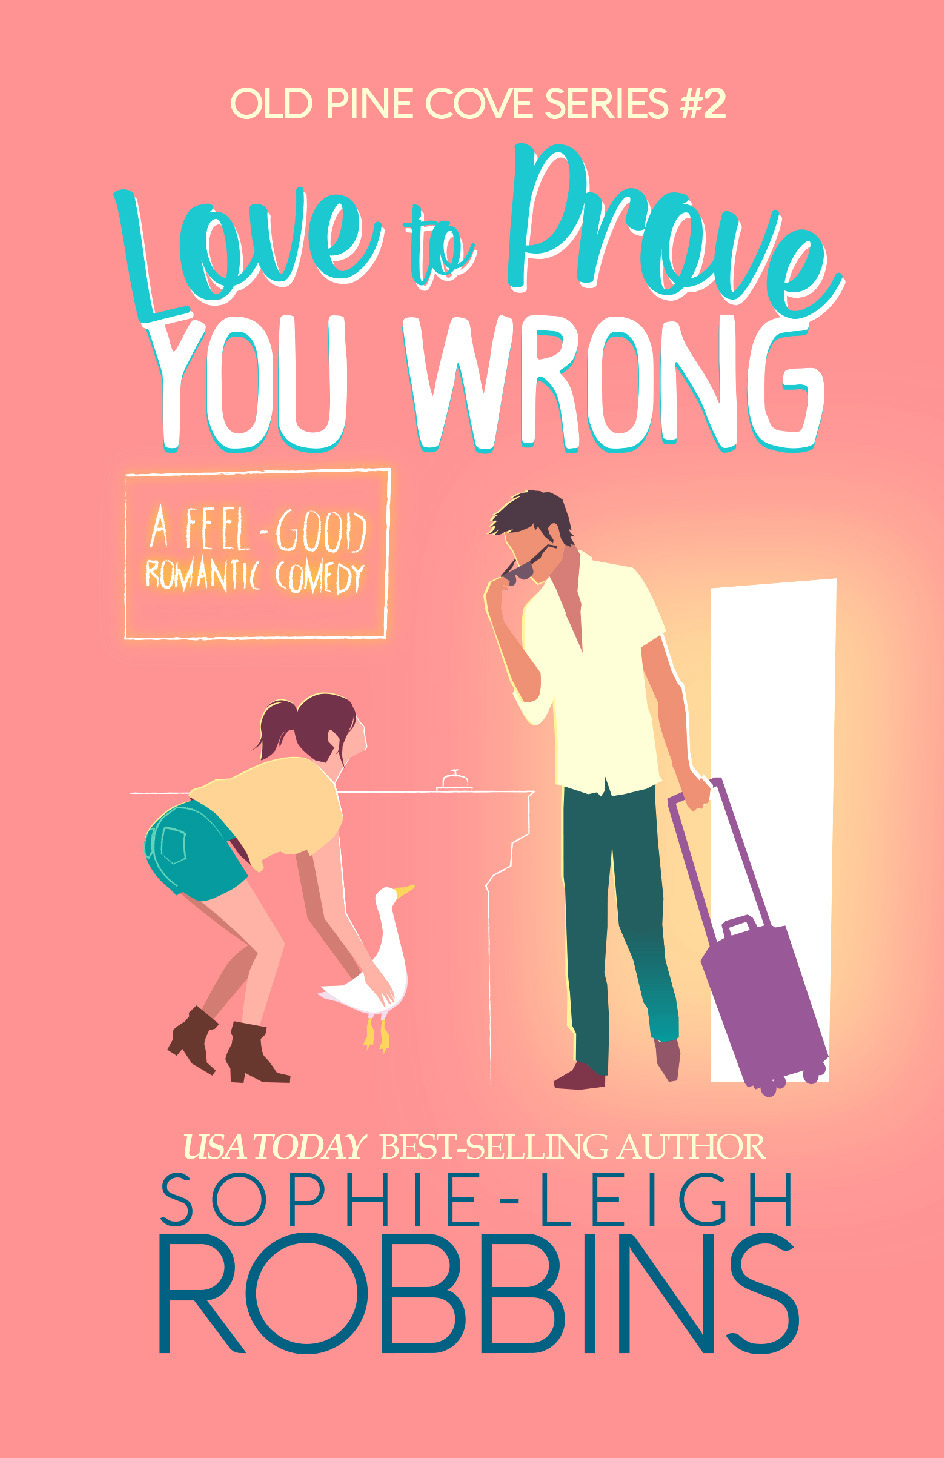 OLD PINE COVE SERIES #2
Love to Prove
YOU WRONG
A FEEL-GOOD
ROMANTIC COMEDY
USA TODAY BEST-SELLING AUTHOR
SOPHIE-LEIGH
ROBBINS